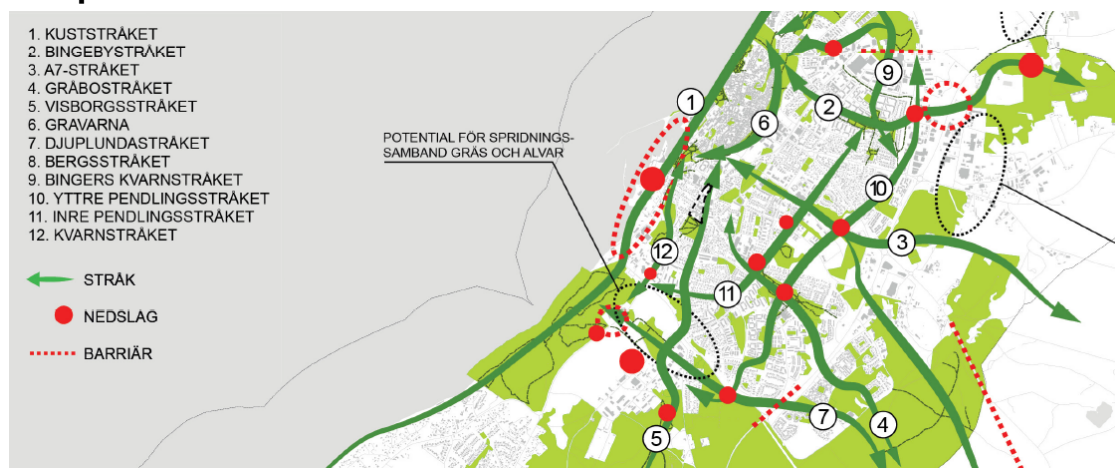 1. KUSTSTRÅKET
2. BINGEBYSTRÅKET
3. A7-STRÅKET
4. GRÅBOSTRÅKET
5. VISBORGSSTRÅKET
6. GRAVARNA
7. DJUPLUNDASTRÅKET
8. BERGSSTRÅKET
9. BINGERS KVARNSTRÅKET
10. YTTRE PENDLINGSSTRÅKET
11. INRE PENDLINGSSTRÅKET
12. KVARNSTRÅKET
STRÅK
NEDSLAG
BARRIÄR
POTENTIAL FÖR SPRIDNINGS-
SAMBAND GRÄS OCH ALVAR
9
1
2
6
10
3
12
11
7
4
5